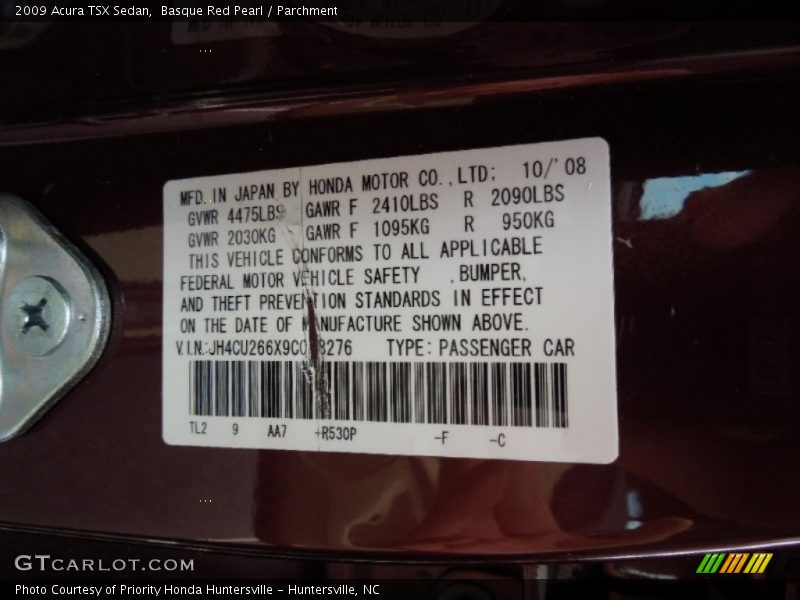 2009 Acura TSX Sedan, Basque Red Pearl / Parchment
MFD. IN JAPAN BY HONDA MOTOR CO., LTD; 10/'08
GVWR 4475LBS GAWR F 2410LBS R 2090LBS
GVWR 2030KG GAWR F 1095KG R 950KG
THIS VEHICLE CONFORMS TO ALL APPLICABLE
FEDERAL MOTOR VEHICLE SAFETY , BUMPER,
AND THEFT PREVENTION STANDARDS IN EFFECT
ON THE DATE OF MANUFACTURE SHOWN ABOVE.
V.I.N.: TYPE: PASSENGER CAR
TL2 9 AA7 -R530P -F -C
GTCARLOT.COM
Photo Courtesy of Priority Honda Huntersville - Huntersville, NC